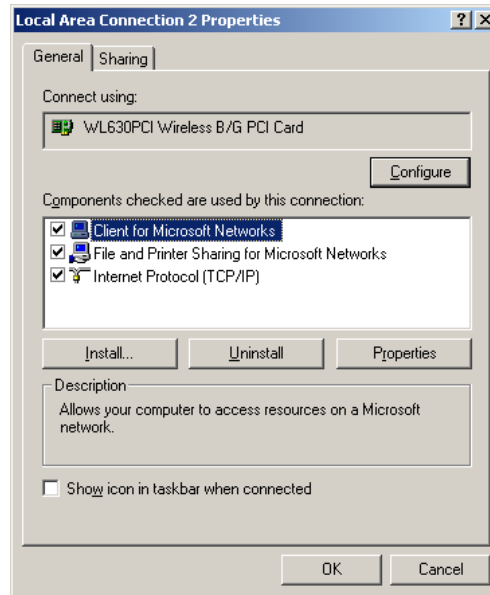 Local Area Connection 2 Properties
General Sharing
Connect using:
WL630PCI Wireless B/G PCI Card
Configure
Components checked are used by this connection:
Client for Microsoft Networks
File and Printer Sharing for Microsoft Networks
Internet Protocol (TCP/IP)
Install... Uninstall Properties
Description
Allows your computer to access resources on a Microsoft
network.
Show icon in taskbar when connected
OK Cancel